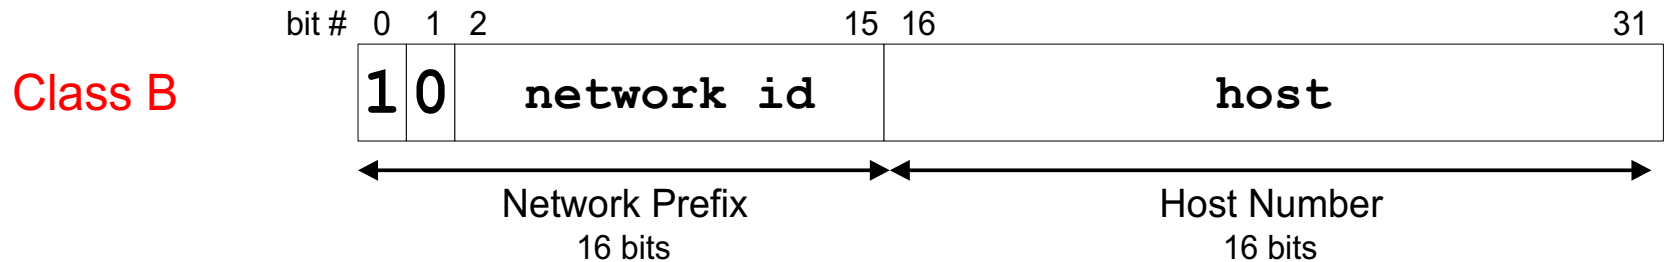 bit # 0 1 2 15 16 31
Class B 1 0 network id host
Network Prefix Host Number
16 bits 16 bits